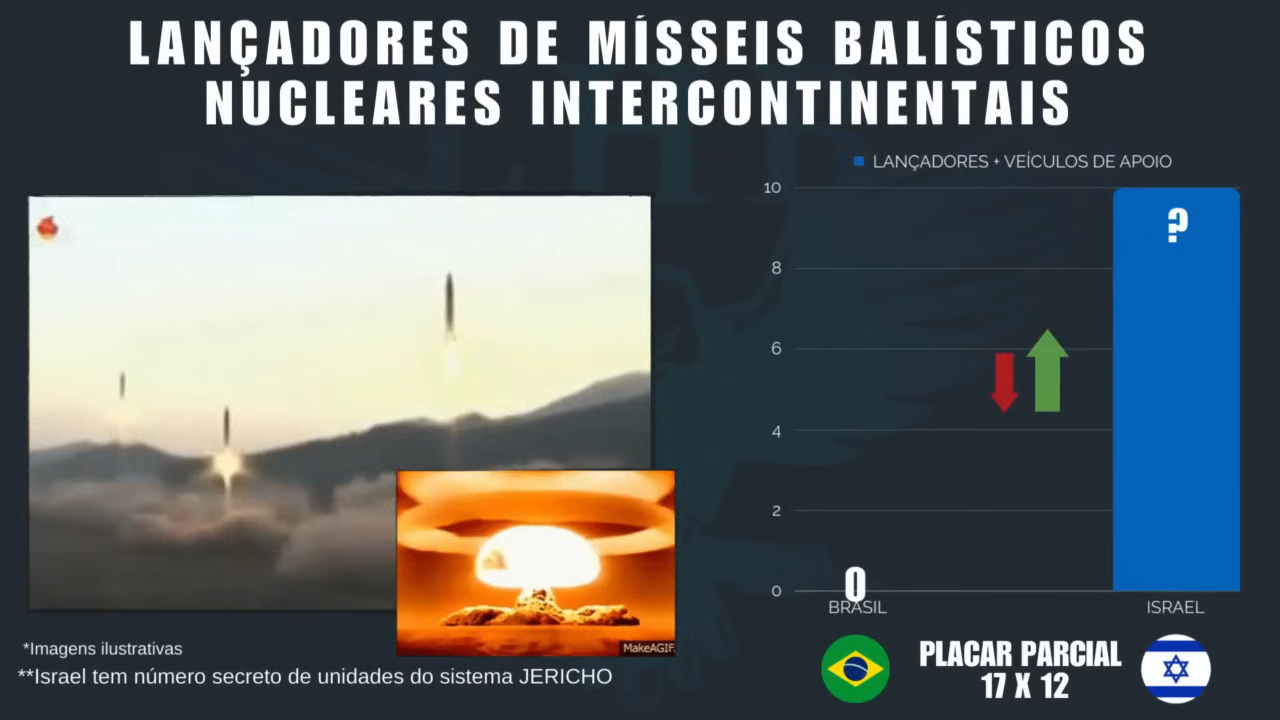 LANÇADORES DE MÍSSEIS BALÍSTICOS
NUCLEARES INTERCONTINENTAIS
LANÇADORES + VEÍCULOS DE APOIO
10
8
6
4
2
0
?
0
BRASIL
ISRAEL
MakeAGIF.
*Imagens ilustrativas
**Israel tem número secreto de unidades do sistema JERICHO
PLACAR PARCIAL
17 X 12